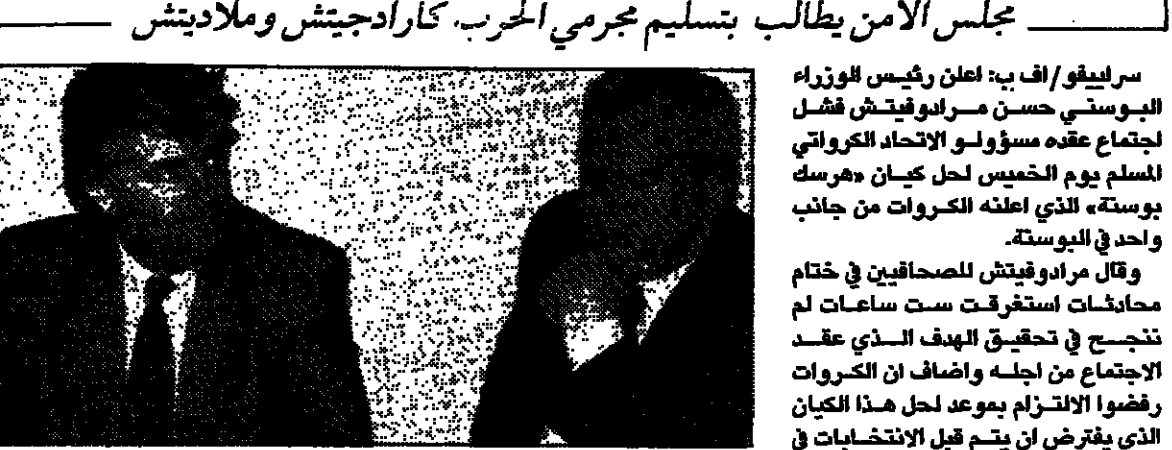 مجلس الامن يطالب بتسليم مجرمي الحرب كارادجيتش وملاديتش
سراييفو/اف ب: اعلن رئيس الوزراء
البوسني حسن مرادوفيتش فشل
اجتماع عقده مسؤولو الاتحاد الكرواتي
المسلم يوم الخميس لحل كيان «هرسك
بوسنة» الذي اعلنه الكروات من جانب
واحد في البوسنة.
وقال مرادوفيتش للصحافيين في ختام
محادثات استغرقت ست ساعات لم
ننجح في تحقيق الهدف الذي عقد
الاجتماع من اجله واضاف ان الكروات
رفضوا الالتزام بموعد لحل هذا الكيان
الذي يفترض ان يتم قبل الانتخابات في